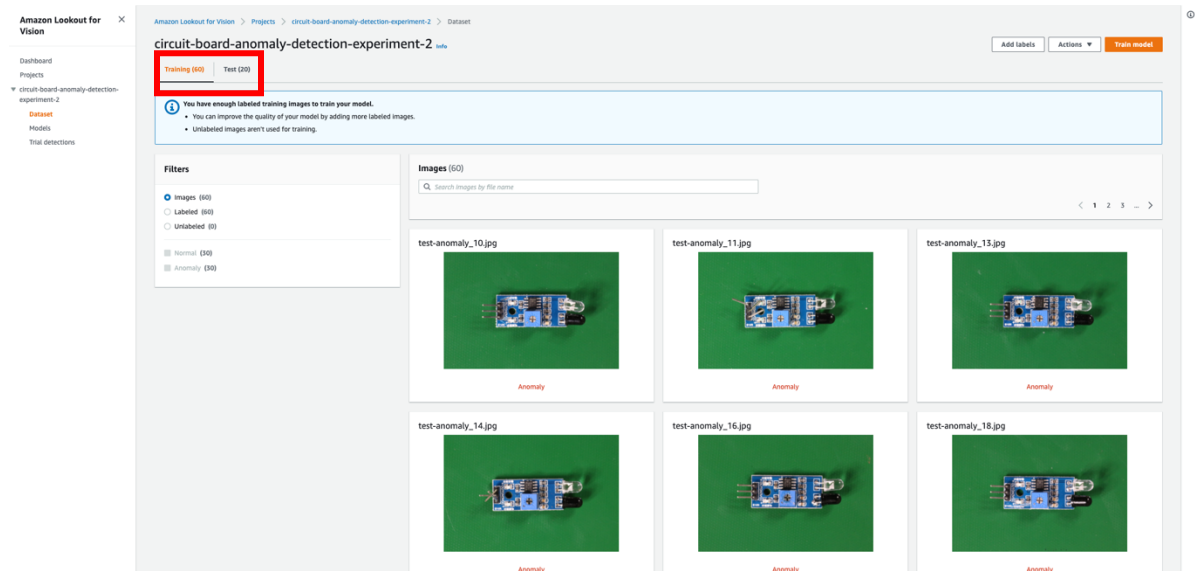 Amazon Lookout for Vision
Dashboard
Projects
circuit-board-anomaly-detection-experiment-2
Dataset
Models
Trial detections
Amazon Lookout for Vision > Projects > circuit-board-anomaly-detection-experiment-2 > Dataset
circuit-board-anomaly-detection-experiment-2 Info
Add labels Actions Train model
Training (60) Test (20)
You have enough labeled training images to train your model.
• You can improve the quality of your model by adding more labeled images.
• Unlabeled images aren't used for training.
Filters
Images (60)
Labeled (60)
Unlabeled (0)
Normal (30)
Anomaly (30)
Images (60)
Search images by file name
< 1 2 3 ... >
test-anomaly_10.jpg
Anomaly
test-anomaly_11.jpg
Anomaly
test-anomaly_13.jpg
Anomaly
test-anomaly_14.jpg
Anomaly
test-anomaly_16.jpg
Anomaly
test-anomaly_18.jpg
Anomaly